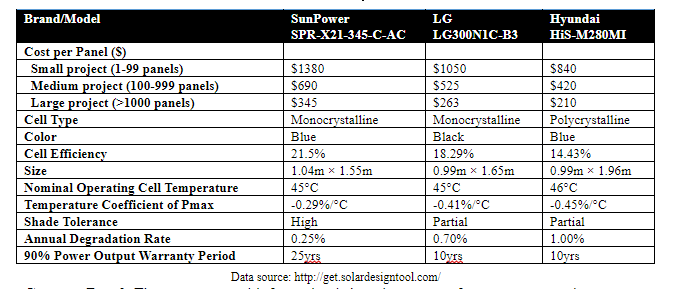 Brand/Model SunPower SPR-X21-345-C-AC LG LG300N1C-B3 Hyundai HiS-M280MI
Cost per Panel ($)
Small project (1-99 panels) $1380 $1050 $840
Medium project (100-999 panels) $690 $525 $420
Large project (>1000 panels) $345 $263 $210
Cell Type Monocrystalline Monocrystalline Polycrystalline
Color Blue Black Blue
Cell Efficiency 21.5% 18.29% 14.43%
Size 1.04m × 1.55m 0.99m × 1.65m 0.99m × 1.96m
Nominal Operating Cell Temperature 45°C 45°C 46°C
Temperature Coefficient of Pmax -0.29%/°C -0.41%/°C -0.45%/°C
Shade Tolerance High Partial Partial
Annual Degradation Rate 0.25% 0.70% 1.00%
90% Power Output Warranty Period 25yrs 10yrs 10yrs
Data source: http://get.solardesigntool.com/